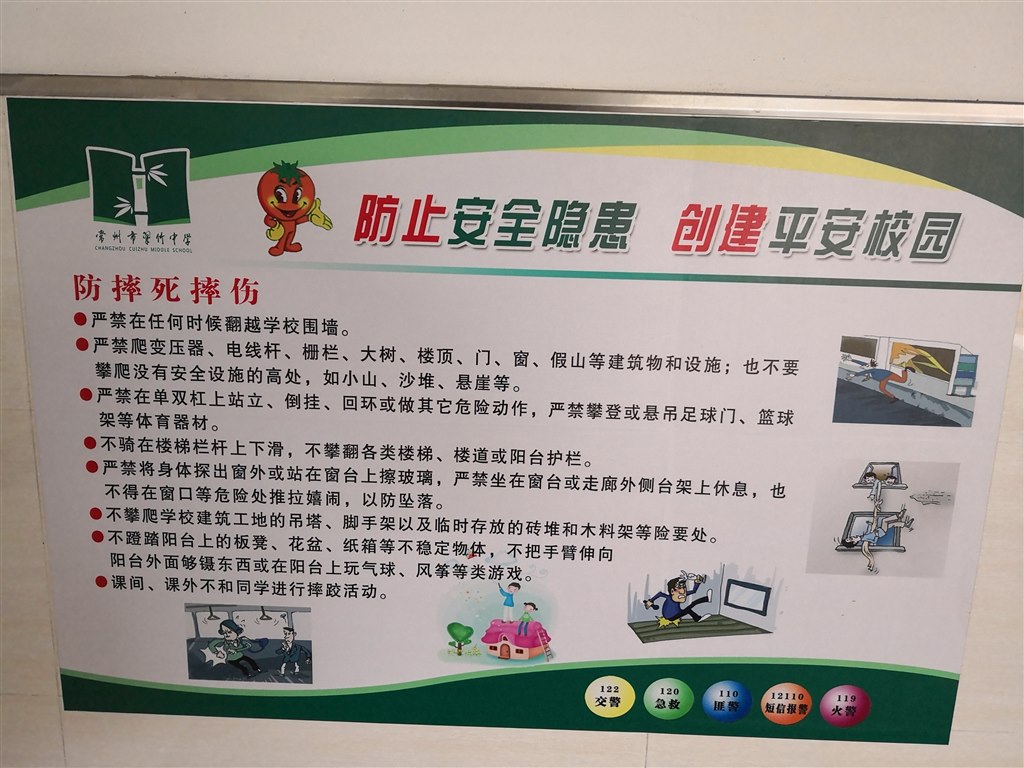 常州市翠竹中学
CHANGZHOU CUIZHU MIDDLE SCHOOL
防止安全隐患 创建平安校园
防摔死摔伤
●严禁在任何时候翻越学校围墙。
●严禁爬变压器、电线杆、栅栏、大树、楼顶、门、窗、假山等建筑物和设施；也不要
攀爬没有安全设施的高处，如小山、沙堆、悬崖等。
●严禁在单双杠上站立、倒挂、回环或做其它危险动作，严禁攀登或悬吊足球门、篮球
架等体育器材。
●不骑在楼梯栏杆上下滑，不攀翻各类楼梯、楼道或阳台护栏。
●严禁将身体探出窗外或站在窗台上擦玻璃，严禁坐在窗台或走廊外侧台架上休息，也
不得在窗口等危险处推拉嬉闹，以防坠落。
●不攀爬学校建筑工地的吊塔、脚手架以及临时存放的砖堆和木料架等险要处。
●不蹬踏阳台上的板凳、花盆、纸箱等不稳定物体，不把手臂伸向
阳台外面够镊东西或在阳台上玩气球、风筝等类游戏。
●课间、课外不和同学进行摔跤活动。
122
交警
120
急救
110
匪警
12110
短信报警
119
火警